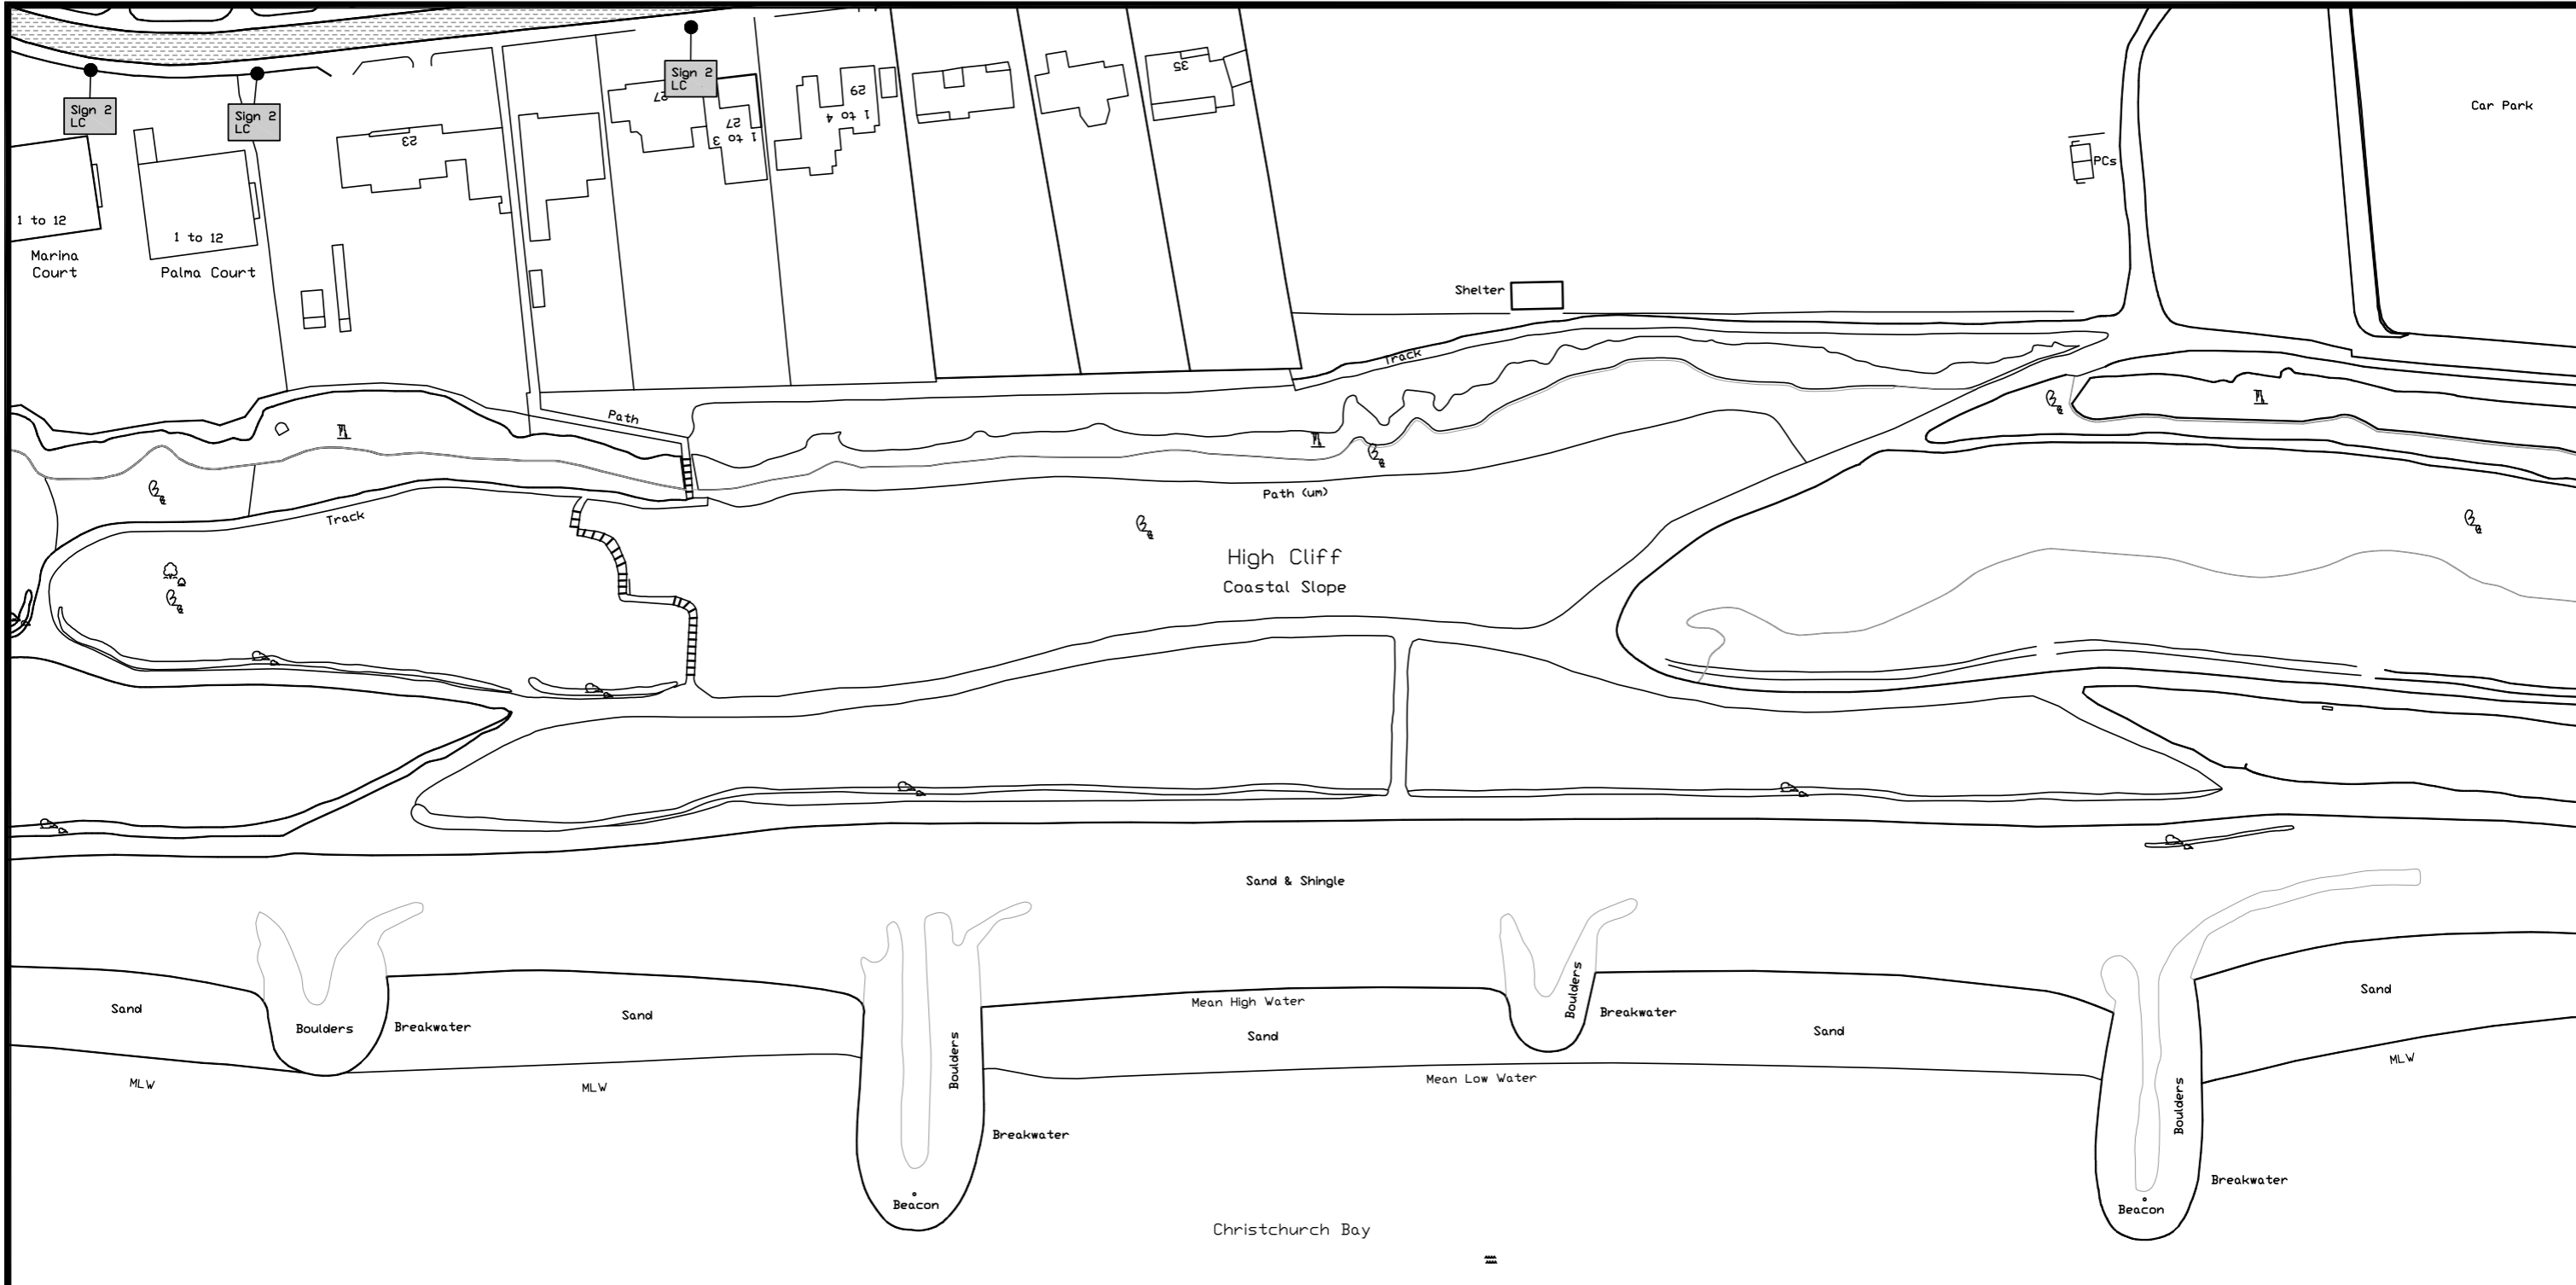 Sign 2
LC
Sign 2
LC
Sign 2
LC
35
29
1 to 4
27
27
1 to 3
23
Car Park
PCs
1 to 12
1 to 12
Marina
Court
Palma Court
Shelter
Track
Path
Path (um)
Track
High Cliff
Coastal Slope
Sand & Shingle
Sand
Boulders
Breakwater
Sand
Boulders
Mean High Water
Sand
Boulders
Breakwater
Sand
Sand
MLW
MLW
Mean Low Water
MLW
Boulders
Breakwater
Breakwater
Beacon
Beacon
Christchurch Bay